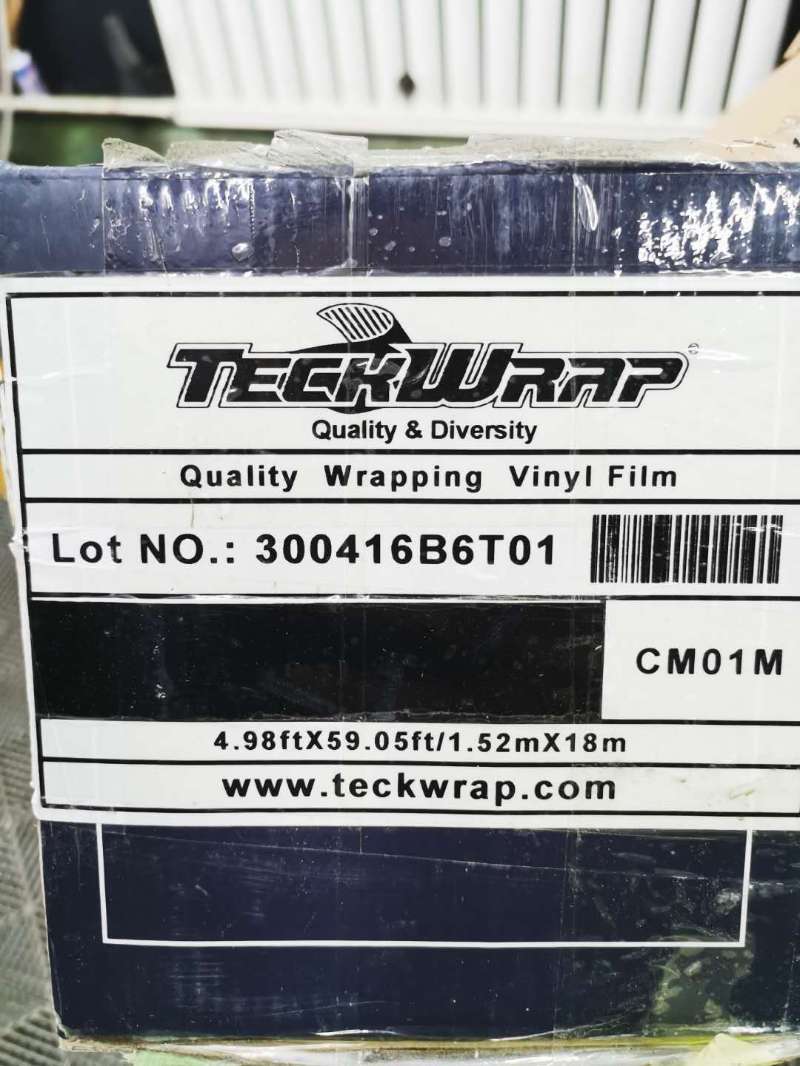 TECKWRAP
Quality & Diversity
Quality Wrapping Vinyl Film
Lot NO.: 300416B6T01
CM01M
4.98ftX59.05ft/1.52mX18m
www.teckwrap.com